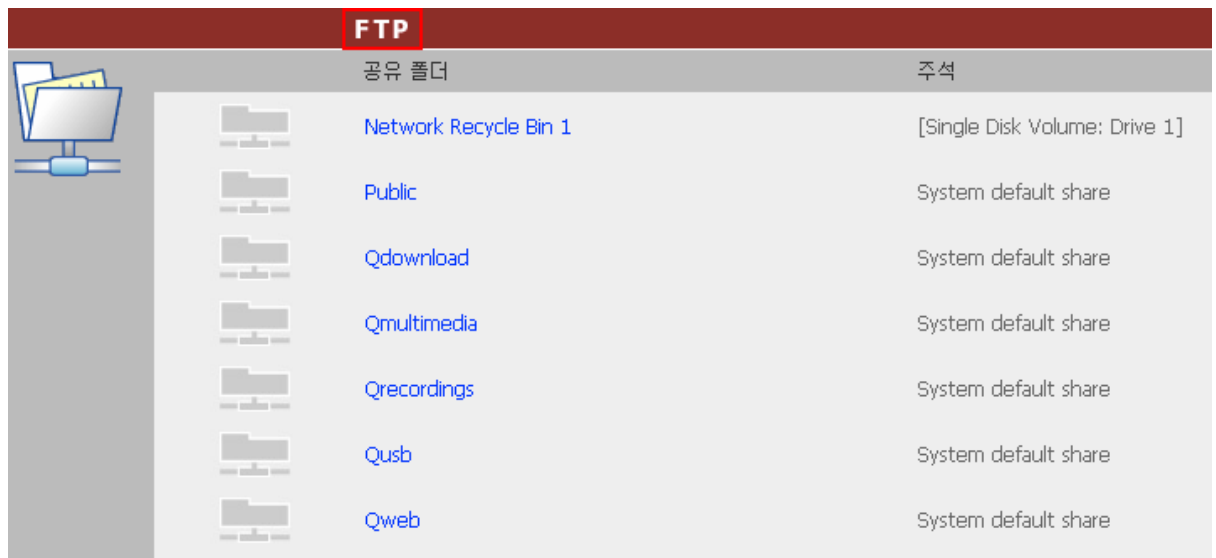 FTP
공유 폴더 주석
Network Recycle Bin 1 [Single Disk Volume: Drive 1]
Public System default share
Qdownload System default share
Qmultimedia System default share
Qrecordings System default share
Qusb System default share
Qweb System default share